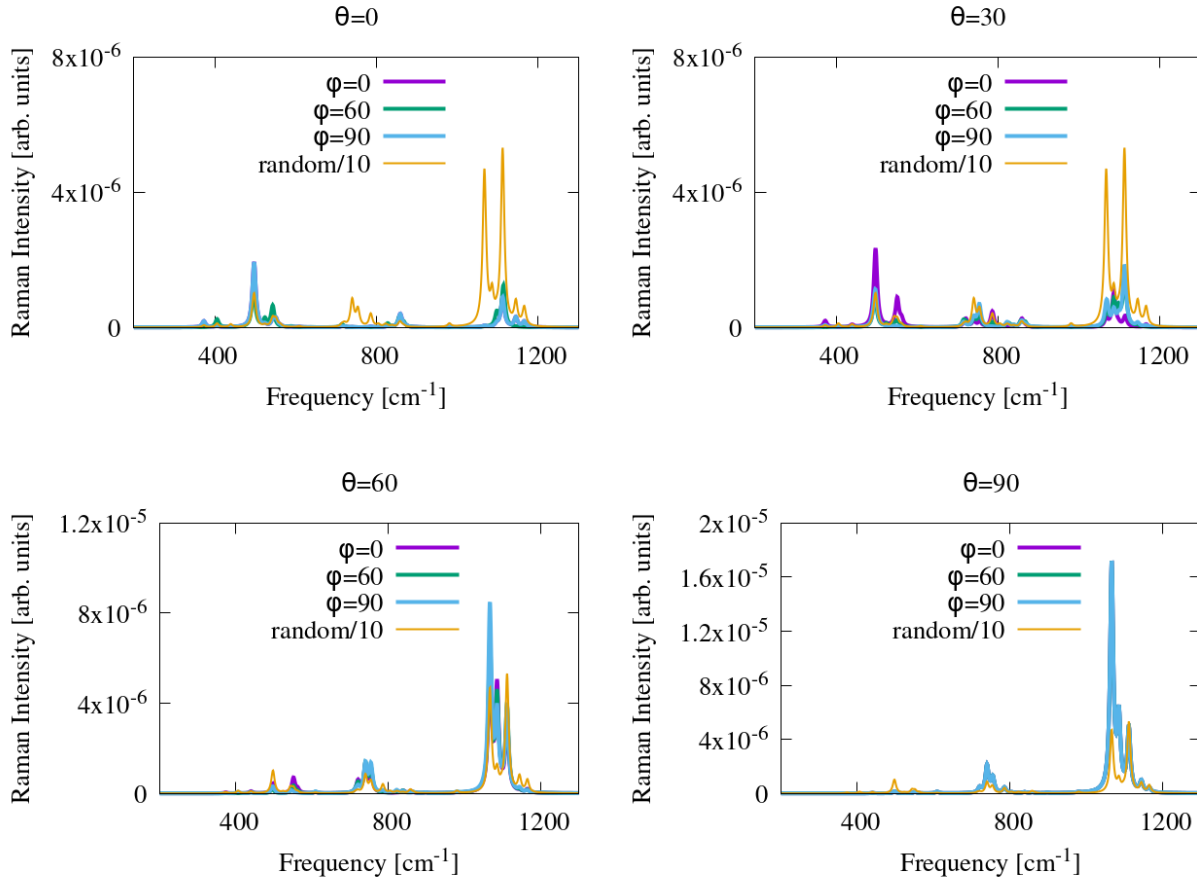 θ=0
Raman Intensity [arb. units]
8x10⁻⁶
4x10⁻⁶
0
φ=0
φ=60
φ=90
random/10
400
800
1200
Frequency [cm⁻¹]
θ=30
Raman Intensity [arb. units]
8x10⁻⁶
4x10⁻⁶
0
φ=0
φ=60
φ=90
random/10
400
800
1200
Frequency [cm⁻¹]
θ=60
Raman Intensity [arb. units]
1.2x10⁻⁵
8x10⁻⁶
4x10⁻⁶
0
φ=0
φ=60
φ=90
random/10
400
800
1200
Frequency [cm⁻¹]
θ=90
Raman Intensity [arb. units]
2x10⁻⁵
1.6x10⁻⁵
1.2x10⁻⁵
8x10⁻⁶
4x10⁻⁶
0
φ=0
φ=60
φ=90
random/10
400
800
1200
Frequency [cm⁻¹]